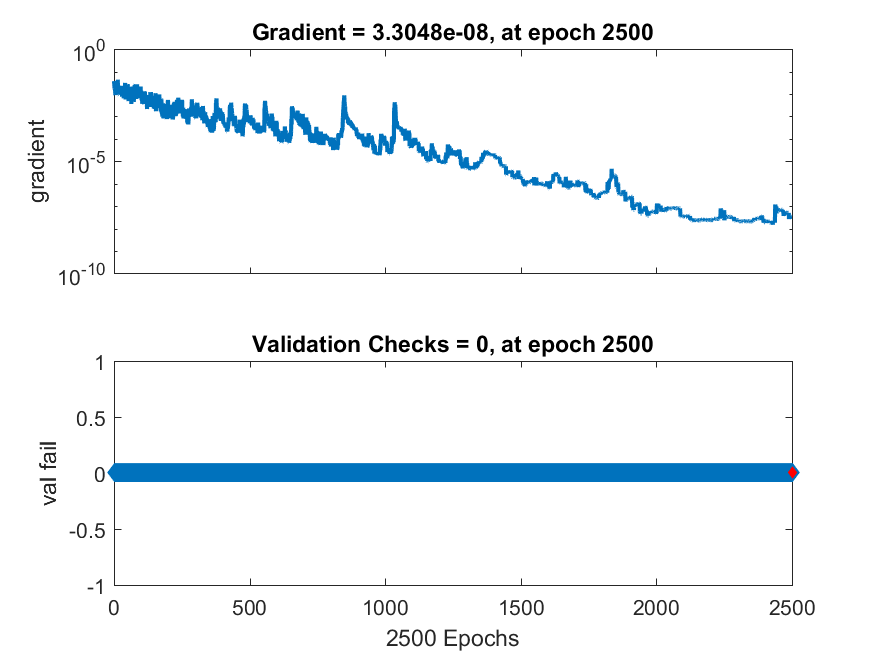 Gradient = 3.3048e-08, at epoch 2500
10^0
10^-5
10^-10
gradient
Validation Checks = 0, at epoch 2500
1
0.5
0
-0.5
-1
val fail
0 500 1000 1500 2000 2500
2500 Epochs